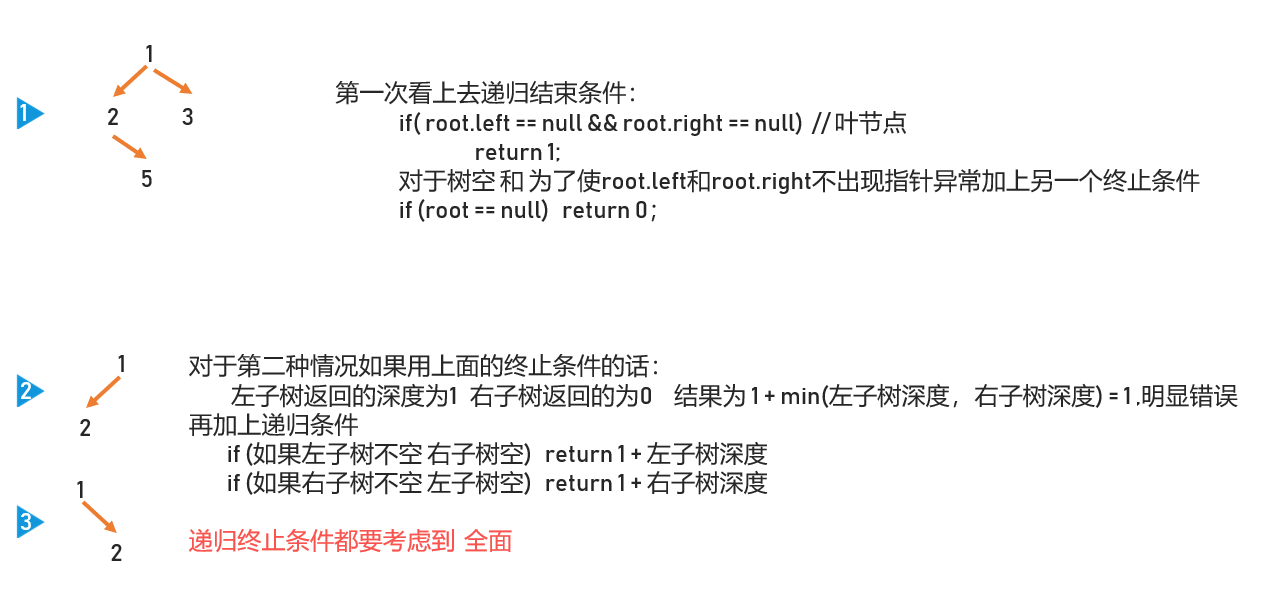 1
1
2
3
5
第一次看上去递归结束条件：
if( root.left == null && root.right == null) // 叶节点
return 1;
对于树空 和 为了使root.left和root.right不出现指针异常加上另一个终止条件
if (root == null) return 0 ;
2
1
2
对于第二种情况如果用上面的终止条件的话：
左子树返回的深度为1 右子树返回的为0 结果为 1 + min(左子树深度，右子树深度) = 1 ,明显错误
再加上递归条件
if (如果左子树不空 右子树空) return 1 + 左子树深度
if (如果右子树不空 左子树空) return 1 + 右子树深度
3
1
2
递归终止条件都要考虑到 全面